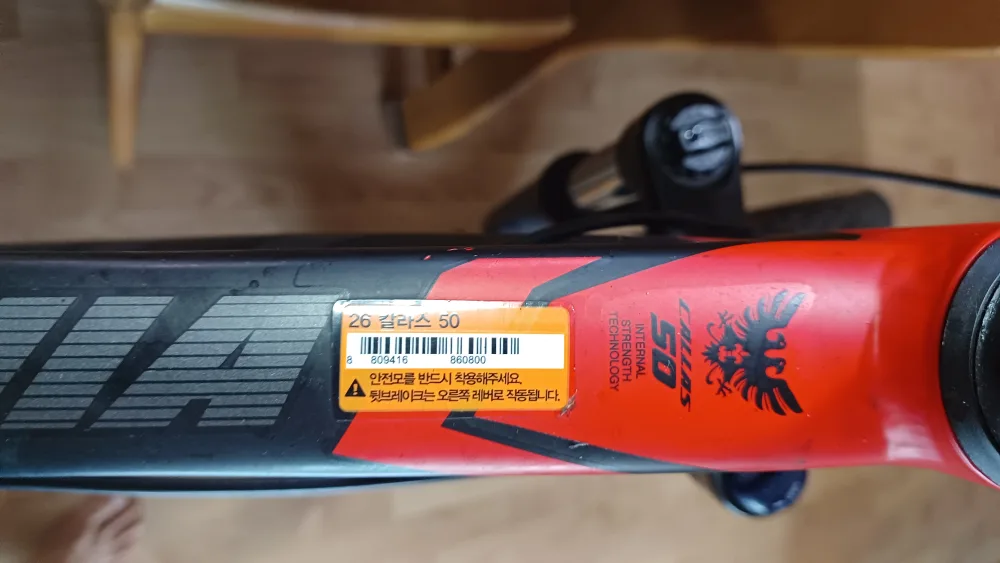 26 칼라스 50
8 809416 860800
안전모를 반드시 착용해주세요.
뒷브레이크는 오른쪽 레버로 작동됩니다.
CALLAS
50
INTERNAL
STRENGTH
TECHNOLOGY